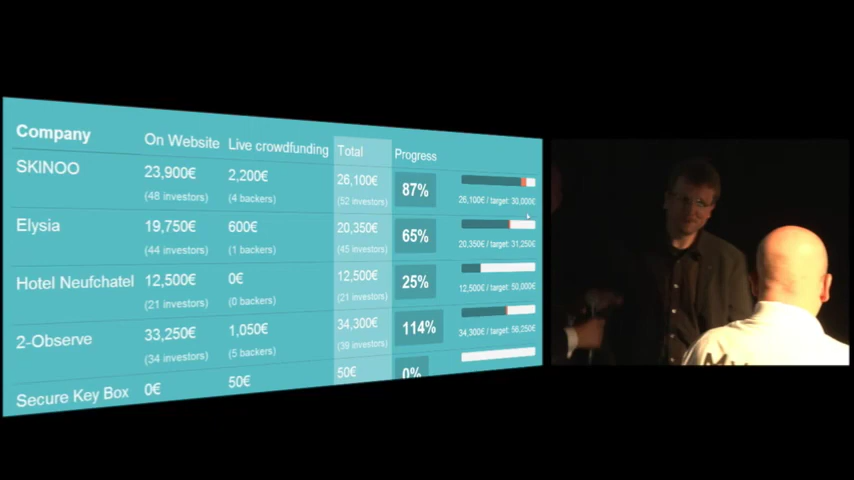 Company On Website Live crowdfunding Total Progress
SKINOO 23,900€ 2,200€ 26,100€ 87%
(48 investors) (4 backers) (52 investors) 26,100€ / target: 30,000€
Elysia 19,750€ 600€ 20,350€ 65%
(44 investors) (1 backers) (45 investors) 20,350€ / target: 31,250€
Hotel Neufchatel 12,500€ 0€ 12,500€ 25%
(21 investors) (0 backers) (21 investors) 12,500€ / target: 50,000€
2-Observe 33,250€ 1,050€ 34,300€ 114%
(34 investors) (5 backers) (39 investors) 34,300€ / target: 56,250€
Secure Key Box 0€ 50€ 50€ 0%